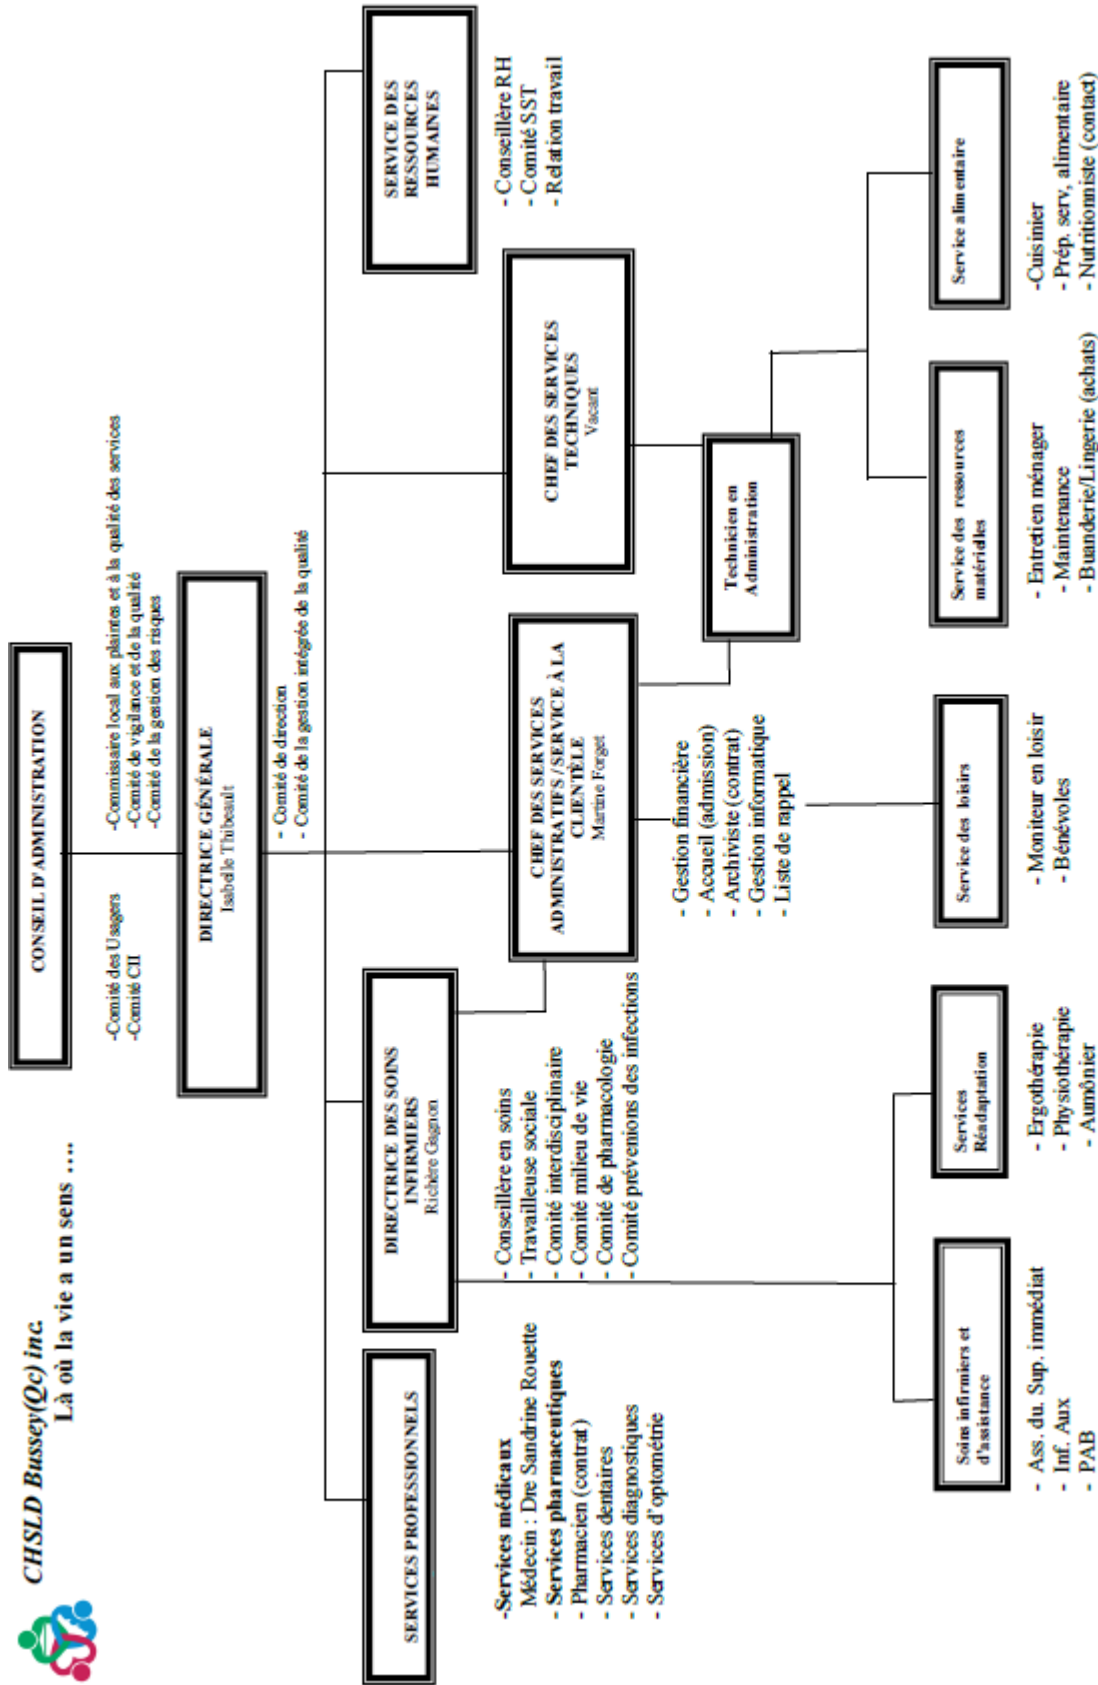 CHSLD Bussey(Qc) inc.
Là où la vie a un sens ….
CONSEIL D'ADMINISTRATION
-Comité des Usagers
-Comité CII
-Commissaire local aux plaintes et à la qualité des services
-Comité de vigilance et de la qualité
-Comité de la gestion des risques
DIRECTRICE GÉNÉRALE
Isabelle Thibeault
- Comité de direction
- Comité de la gestion intégrée de la qualité
SERVICES PROFESSIONNELS
-Services médicaux
Médecin : Dre Sandrine Rouette
- Services pharmaceutiques
- Pharmacien (contrat)
- Services dentaires
- Services diagnostiques
- Services d'optométrie
DIRECTRICE DES SOINS
INFIRMIERS
Richère Gagnon
- Conseillère en soins
- Travailleuse sociale
- Comité interdisciplinaire
- Comité milieu de vie
- Comité de pharmacologie
- Comité prévenions des infections
CHEF DES SERVICES
ADMINISTRATIFS / SERVICE À LA
CLIENTÈLE
Martine Forget
- Gestion financière
- Accueil (admission)
- Archiviste (contrat)
- Gestion informatique
- Liste de rappel
CHEF DES SERVICES
TECHNIQUES
Vacant
SERVICE DES
RESSOURCES
HUMAINES
- Conseillère RH
- Comité SST
- Relation travail
Technicien en
Administration
Soins infirmiers et
d'assistance
- Ass. du. Sup. immédiat
- Inf. Aux
- PAB
Services
Réadaptation
- Ergothérapie
- Physiothérapie
- Aumônier
Service des loisirs
- Moniteur en loisir
- Bénévoles
Service des ressources
matérielles
- Entretien ménager
- Maintenance
- Buanderie/Lingerie (achats)
Service alimentaire
-Cuisinier
- Prép. serv, alimentaire
- Nutritionniste (contact)